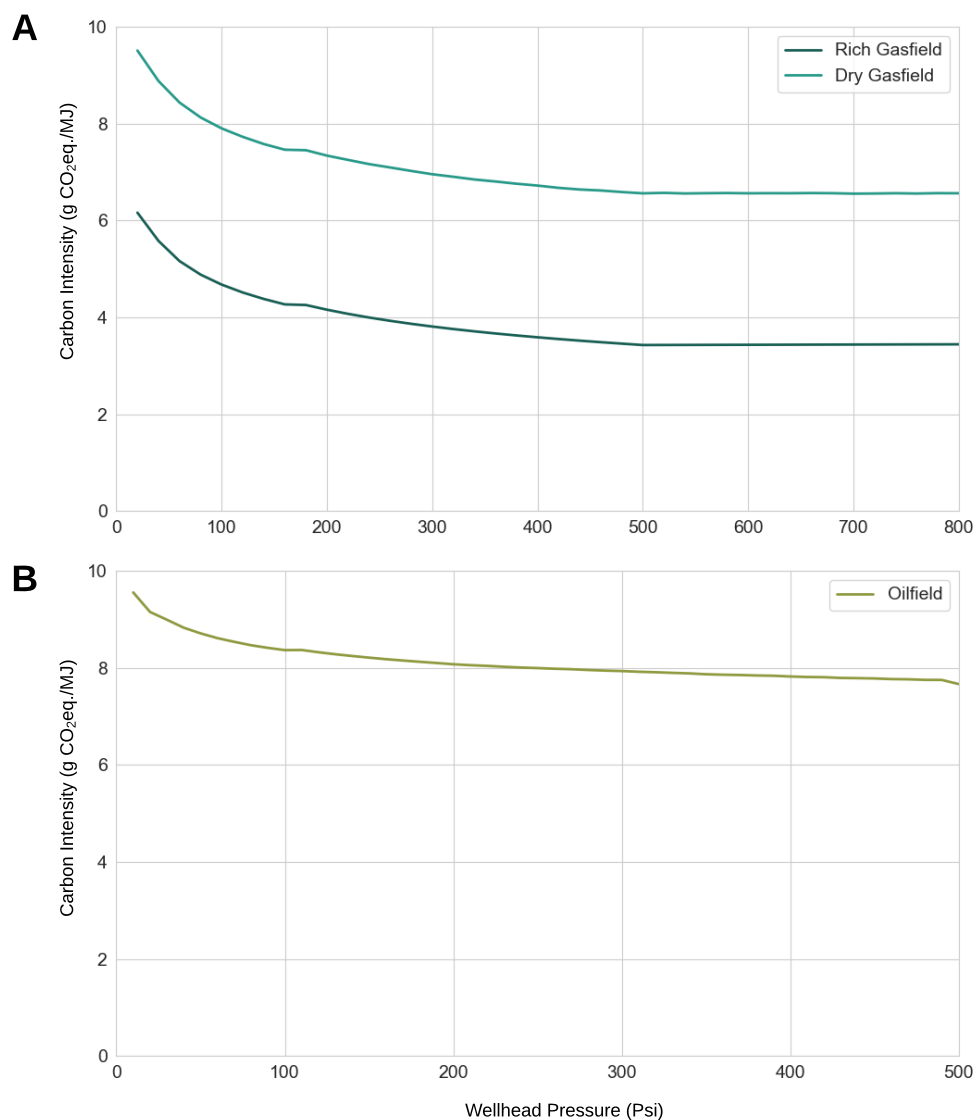 A
10
8
6
4
2
0
Carbon Intensity (g CO₂eq./MJ)
Rich Gasfield
Dry Gasfield
0 100 200 300 400 500 600 700 800
B
10
8
6
4
2
0
Carbon Intensity (g CO₂eq./MJ)
Oilfield
0 100 200 300 400 500
Wellhead Pressure (Psi)